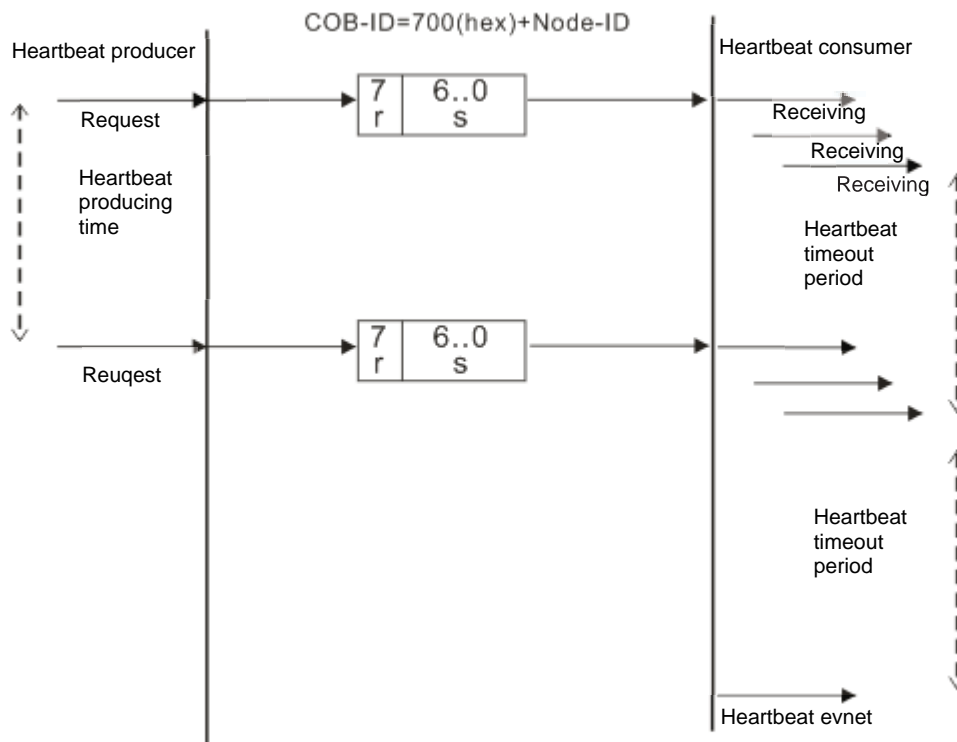 COB-ID=700(hex)+Node-ID
Heartbeat producer
Heartbeat consumer
7
6..0
r
s
Request
Receiving
Receiving
Receiving
Heartbeat
producing
time
Heartbeat
timeout
period
7
6..0
r
s
Reuqest
Heartbeat
timeout
period
Heartbeat evnet